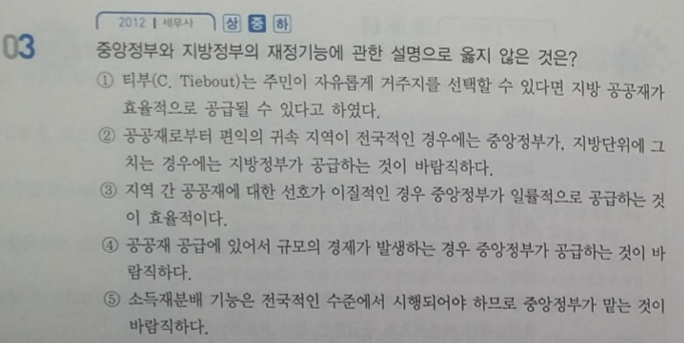 2012 | 세무사 상 중 하
03 중앙정부와 지방정부의 재정기능에 관한 설명으로 옳지 않은 것은?
① 티부(C. Tiebout)는 주민이 자유롭게 거주지를 선택할 수 있다면 지방 공공재가
효율적으로 공급될 수 있다고 하였다.
② 공공재로부터 편익의 귀속 지역이 전국적인 경우에는 중앙정부가, 지방단위에 그
치는 경우에는 지방정부가 공급하는 것이 바람직하다.
③ 지역 간 공공재에 대한 선호가 이질적인 경우 중앙정부가 일률적으로 공급하는 것
이 효율적이다.
④ 공공재 공급에 있어서 규모의 경제가 발생하는 경우 중앙정부가 공급하는 것이 바
람직하다.
⑤ 소득재분배 기능은 전국적인 수준에서 시행되어야 하므로 중앙정부가 맡는 것이
바람직하다.